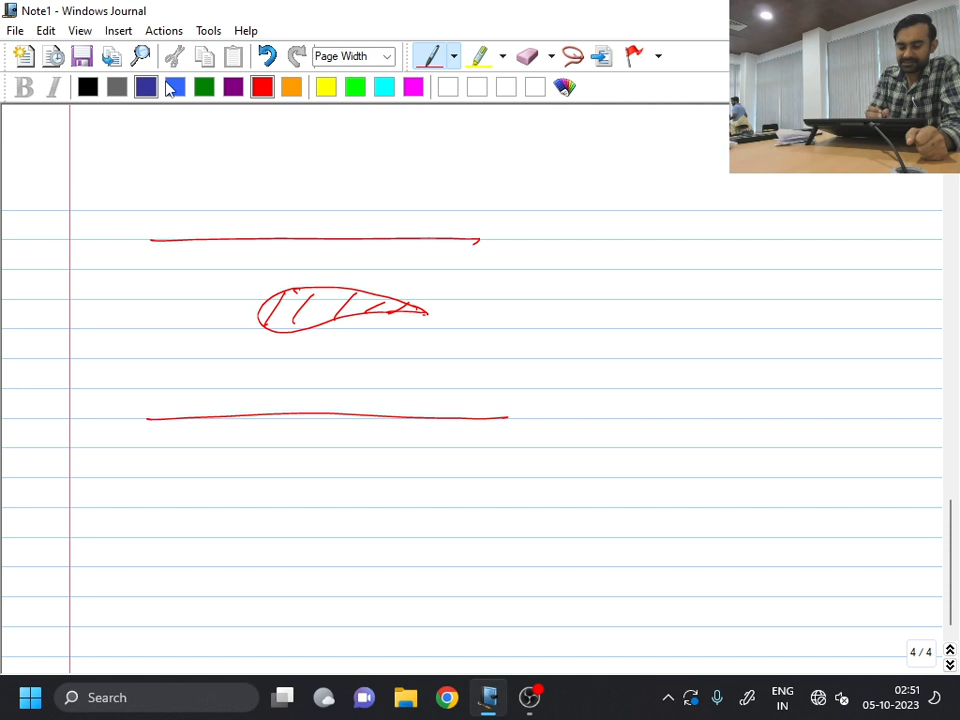 Note1 - Windows Journal
File Edit View Insert Actions Tools Help
Page Width
B I
4 / 4
Search
ENG
IN
02:51
05-10-2023